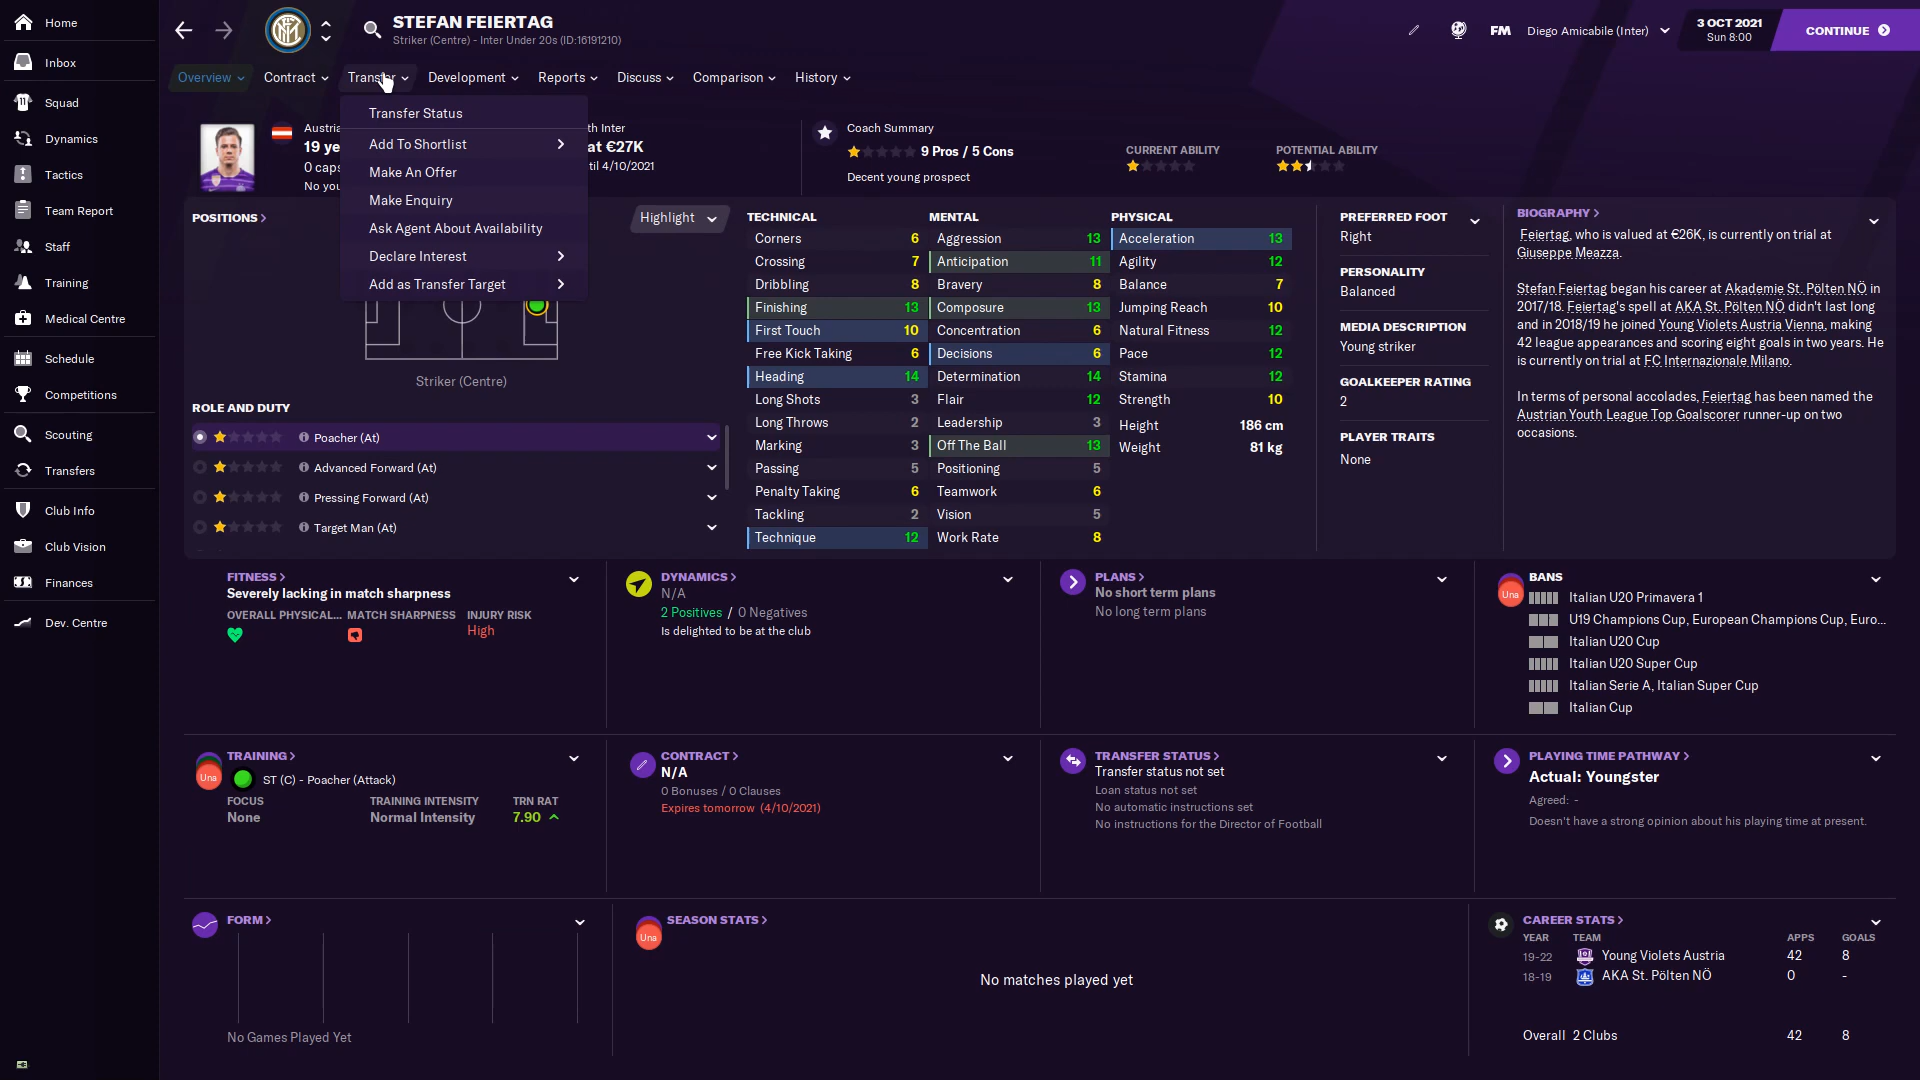 Home
Inbox
Squad
Dynamics
Tactics
Team Report
Staff
Training
Medical Centre
Schedule
Competitions
Scouting
Transfers
Club Info
Club Vision
Finances
Dev. Centre
STEFAN FEIERTAG
Striker (Centre) - Inter Under 20s (ID:16191210)
FM
Diego Amicabile (Inter)
3 OCT 2021
Sun 8:00
CONTINUE
Overview
Contract
Transfer
Development
Reports
Discuss
Comparison
History
Transfer Status
Add To Shortlist
Make An Offer
Make Enquiry
Ask Agent About Availability
Declare Interest
Add as Transfer Target
Austria
19 ye
0 caps
No you
th Inter
at €27K
til 4/10/2021
Coach Summary
9 Pros / 5 Cons
Decent young prospect
CURRENT ABILITY
POTENTIAL ABILITY
POSITIONS
Highlight
Striker (Centre)
ROLE AND DUTY
Poacher (At)
Advanced Forward (At)
Pressing Forward (At)
Target Man (At)
TECHNICAL
Corners 6
Crossing 7
Dribbling 8
Finishing 13
First Touch 10
Free Kick Taking 6
Heading 14
Long Shots 3
Long Throws 2
Marking 3
Passing 5
Penalty Taking 6
Tackling 2
Technique 12
MENTAL
Aggression 13
Anticipation 11
Bravery 8
Composure 13
Concentration 6
Decisions 6
Determination 14
Flair 12
Leadership 3
Off The Ball 13
Positioning 5
Teamwork 6
Vision 5
Work Rate 8
PHYSICAL
Acceleration 13
Agility 12
Balance 7
Jumping Reach 10
Natural Fitness 12
Pace 12
Stamina 12
Strength 10
Height 186 cm
Weight 81 kg
PREFERRED FOOT
Right
PERSONALITY
Balanced
MEDIA DESCRIPTION
Young striker
GOALKEEPER RATING
2
PLAYER TRAITS
None
BIOGRAPHY
Feiertag, who is valued at €26K, is currently on trial at
Giuseppe Meazza.
Stefan Feiertag began his career at Akademie St. Pölten NÖ in
2017/18. Feiertag's spell at AKA St. Pölten NÖ didn't last long
and in 2018/19 he joined Young Violets Austria Vienna, making
42 league appearances and scoring eight goals in two years. He
is currently on trial at FC Internazionale Milano.
In terms of personal accolades, Feiertag has been named the
Austrian Youth League Top Goalscorer runner-up on two
occasions.
FITNESS
Severely lacking in match sharpness
OVERALL PHYSICAL...
MATCH SHARPNESS
INJURY RISK
High
DYNAMICS
N/A
2 Positives / 0 Negatives
Is delighted to be at the club
PLANS
No short term plans
No long term plans
Una
BANS
Italian U20 Primavera 1
U19 Champions Cup, European Champions Cup, Euro...
Italian U20 Cup
Italian U20 Super Cup
Italian Serie A, Italian Super Cup
Italian Cup
Una
TRAINING
ST (C) - Poacher (Attack)
FOCUS
None
TRAINING INTENSITY
Normal Intensity
TRN RAT
7.90
CONTRACT
N/A
0 Bonuses / 0 Clauses
Expires tomorrow (4/10/2021)
TRANSFER STATUS
Transfer status not set
Loan status not set
No automatic instructions set
No instructions for the Director of Football
PLAYING TIME PATHWAY
Actual: Youngster
Agreed: -
Doesn't have a strong opinion about his playing time at present.
FORM
No Games Played Yet
Una
SEASON STATS
No matches played yet
CAREER STATS
YEAR TEAM APPS GOALS
19-22 Young Violets Austria 42 8
18-19 AKA St. Pölten NÖ 0 -
Overall 2 Clubs 42 8